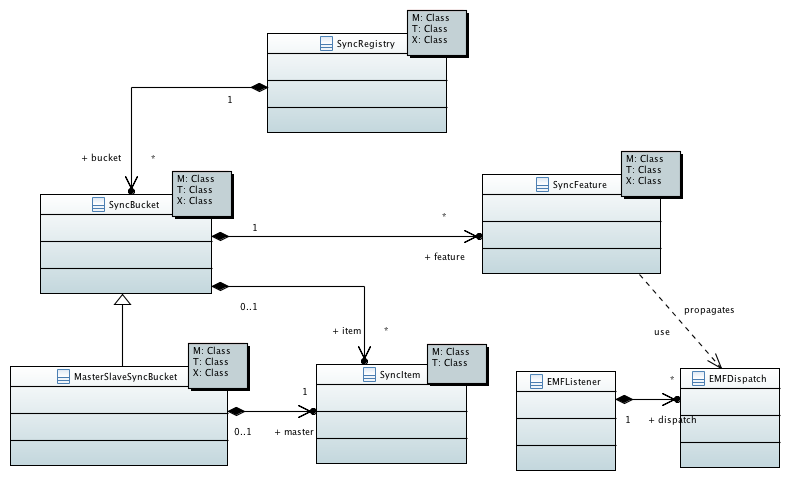 M: Class
T: Class
X: Class
SyncRegistry
1
+ bucket
*
M: Class
T: Class
X: Class
SyncBucket
M: Class
T: Class
X: Class
SyncFeature
1
*
+ feature
0..1
+ item
*
propagates
use
M: Class
T: Class
X: Class
MasterSlaveSyncBucket
M: Class
T: Class
SyncItem
EMFListener
EMFDispatch
1
0..1
+ master
*
1
+ dispatch